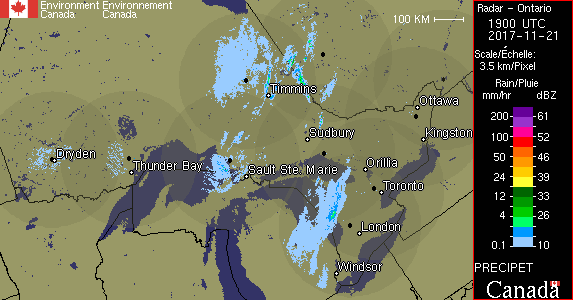 Environment Environnement
Canada Canada
100 KM
Timmins
Ottawa
Sudbury
Kingston
Dryden
Thunder Bay
Sault Ste. Marie
Orillia
Toronto
London
Windsor
Radar - Ontario
1900 UTC
2017-11-21
Scale/Échelle:
3.5 km/Pixel
Rain/Pluie
mm/hr dBZ
200 61
100 52
50 46
24 39
12 33
4 26
0.1 10
PRECIPET
Canada